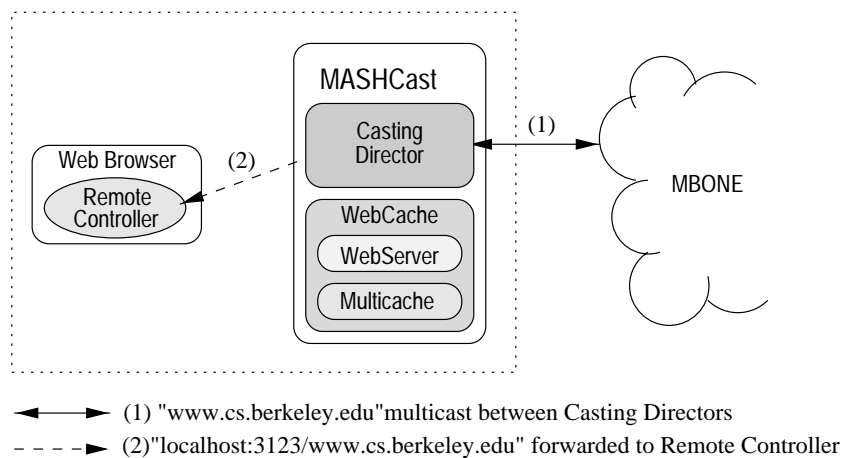 MASHCast
Casting
Director
(1)
(2)
Web Browser
Remote
Controller
MBONE
WebCache
WebServer
Multicache
(1) "www.cs.berkeley.edu"multicast between Casting Directors
(2)"localhost:3123/www.cs.berkeley.edu" forwarded to Remote Controller